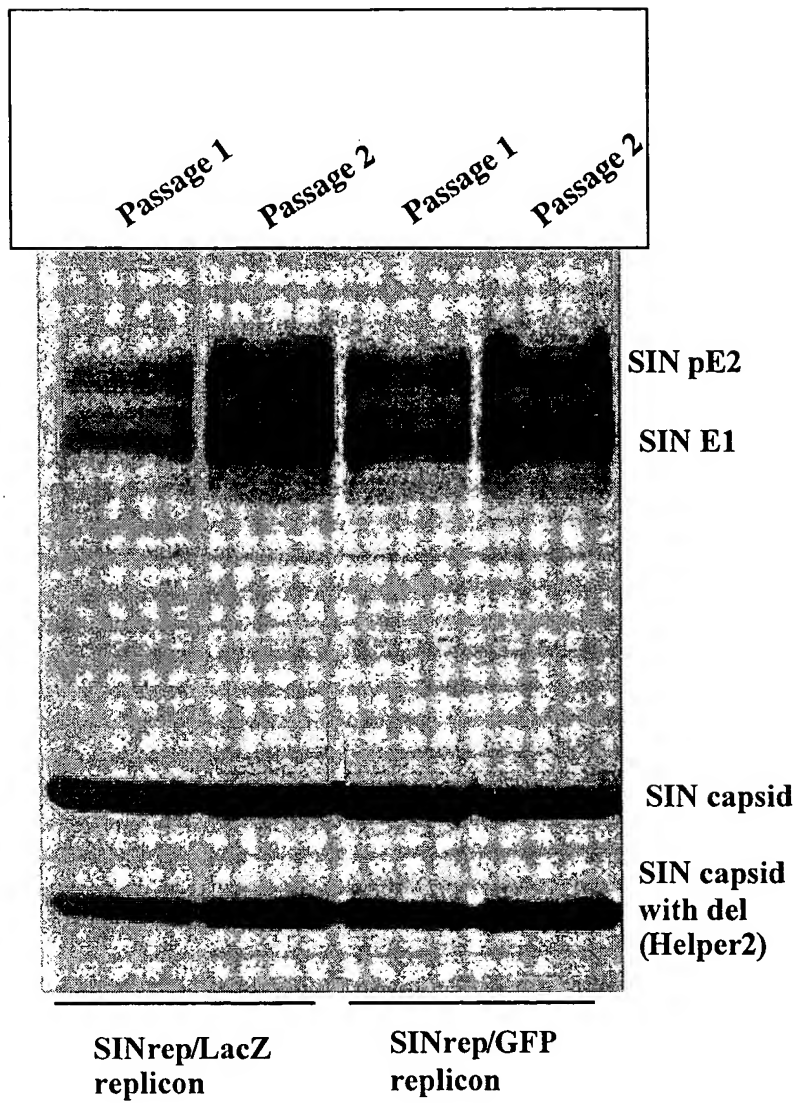 Passage 1
Passage 2
Passage 1
Passage 2
SIN pE2
SIN E1
SIN capsid
SIN capsid
with del
(Helper2)
SINrep/LacZ
replicon
SINrep/GFP
replicon